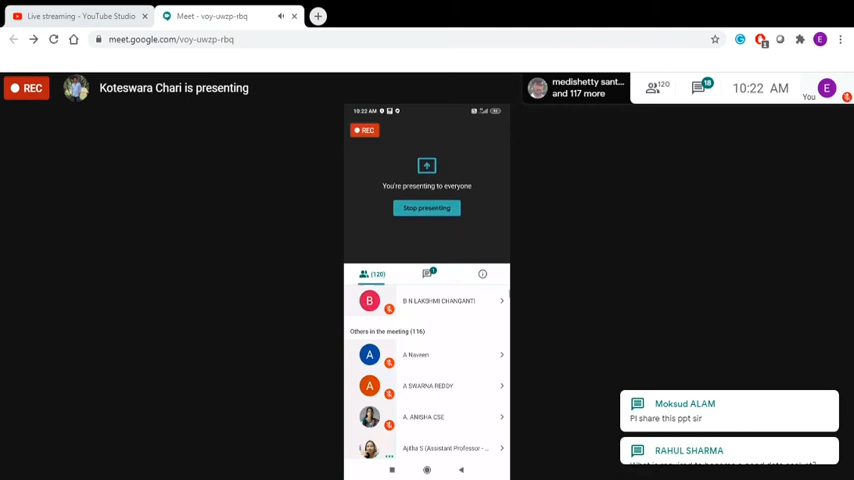 Live streaming - YouTube Studio
Meet - voy-uwzp-rbq
meet.google.com/voy-uwzp-rbq
REC
Koteswara Chari is presenting
medishetty sant...
and 117 more
120
18
10:22 AM
You
E
10:22 AM
REC
You're presenting to everyone
Stop presenting
(120)
1
B
B N LAKSHMI CHANGANTI
Others in the meeting (116)
A
A Naveen
A
A SWARNA REDDY
A. ANISHA CSE
Ajitha S (Assistant Professor - ...
Moksud ALAM
Pl share this ppt sir
RAHUL SHARMA